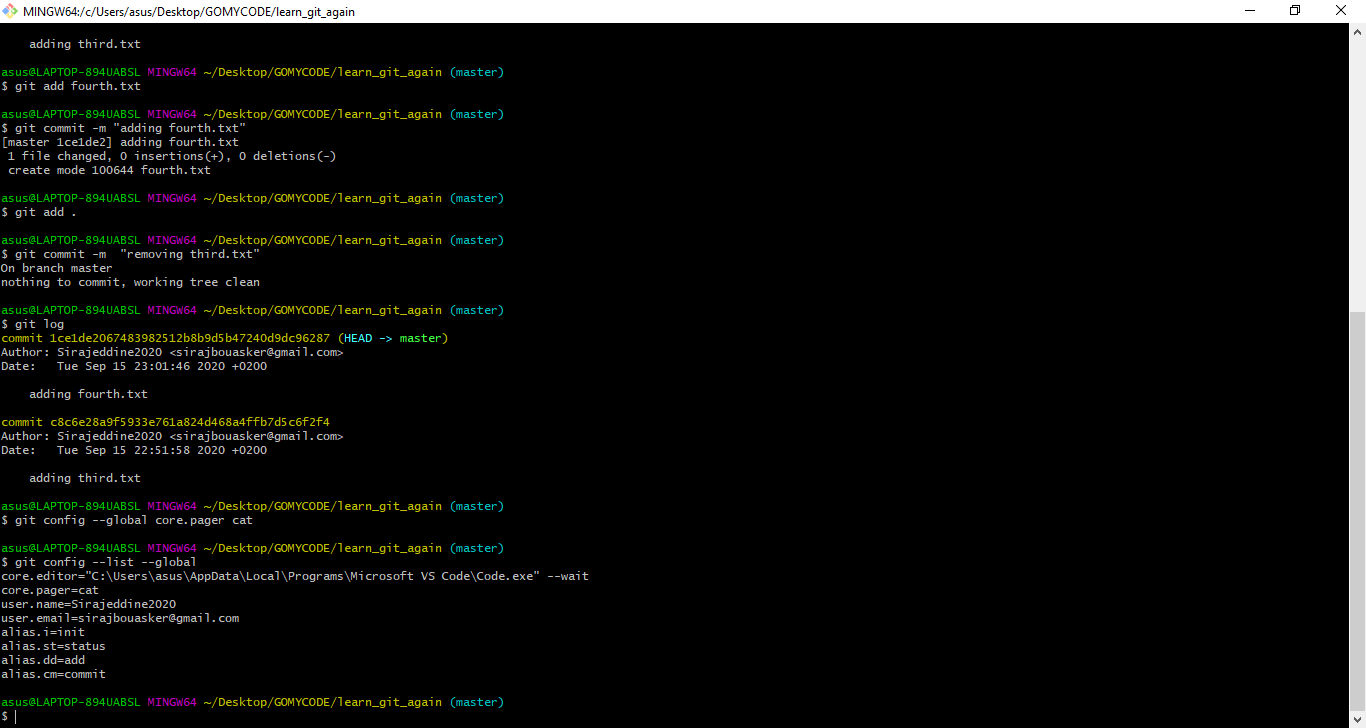 MINGW64:/c/Users/asus/Desktop/GOMYCODE/learn_git_again
    adding third.txt
asus@LAPTOP-894UABSL MINGW64 ~/Desktop/GOMYCODE/learn_git_again (master)
$ git add fourth.txt
asus@LAPTOP-894UABSL MINGW64 ~/Desktop/GOMYCODE/learn_git_again (master)
$ git commit -m "adding fourth.txt"
[master 1ce1de2] adding fourth.txt
 1 file changed, 0 insertions(+), 0 deletions(-)
 create mode 100644 fourth.txt
asus@LAPTOP-894UABSL MINGW64 ~/Desktop/GOMYCODE/learn_git_again (master)
$ git add .
asus@LAPTOP-894UABSL MINGW64 ~/Desktop/GOMYCODE/learn_git_again (master)
$ git commit -m  "removing third.txt"
On branch master
nothing to commit, working tree clean
asus@LAPTOP-894UABSL MINGW64 ~/Desktop/GOMYCODE/learn_git_again (master)
$ git log
commit 1ce1de2067483982512b8b9d5b47240d9dc96287 (HEAD -> master)
Author: Sirajeddine2020 <sirajbouasker@gmail.com>
Date:   Tue Sep 15 23:01:46 2020 +0200
    adding fourth.txt
commit c8c6e28a9f5933e761a824d468a4ffb7d5c6f2f4
Author: Sirajeddine2020 <sirajbouasker@gmail.com>
Date:   Tue Sep 15 22:51:58 2020 +0200
    adding third.txt
asus@LAPTOP-894UABSL MINGW64 ~/Desktop/GOMYCODE/learn_git_again (master)
$ git config --global core.pager cat
asus@LAPTOP-894UABSL MINGW64 ~/Desktop/GOMYCODE/learn_git_again (master)
$ git config --list --global
core.editor="C:\Users\asus\AppData\Local\Programs\Microsoft VS Code\Code.exe" --wait
core.pager=cat
user.name=Sirajeddine2020
user.email=sirajbouasker@gmail.com
alias.i=init
alias.st=status
alias.dd=add
alias.cm=commit
asus@LAPTOP-894UABSL MINGW64 ~/Desktop/GOMYCODE/learn_git_again (master)
$